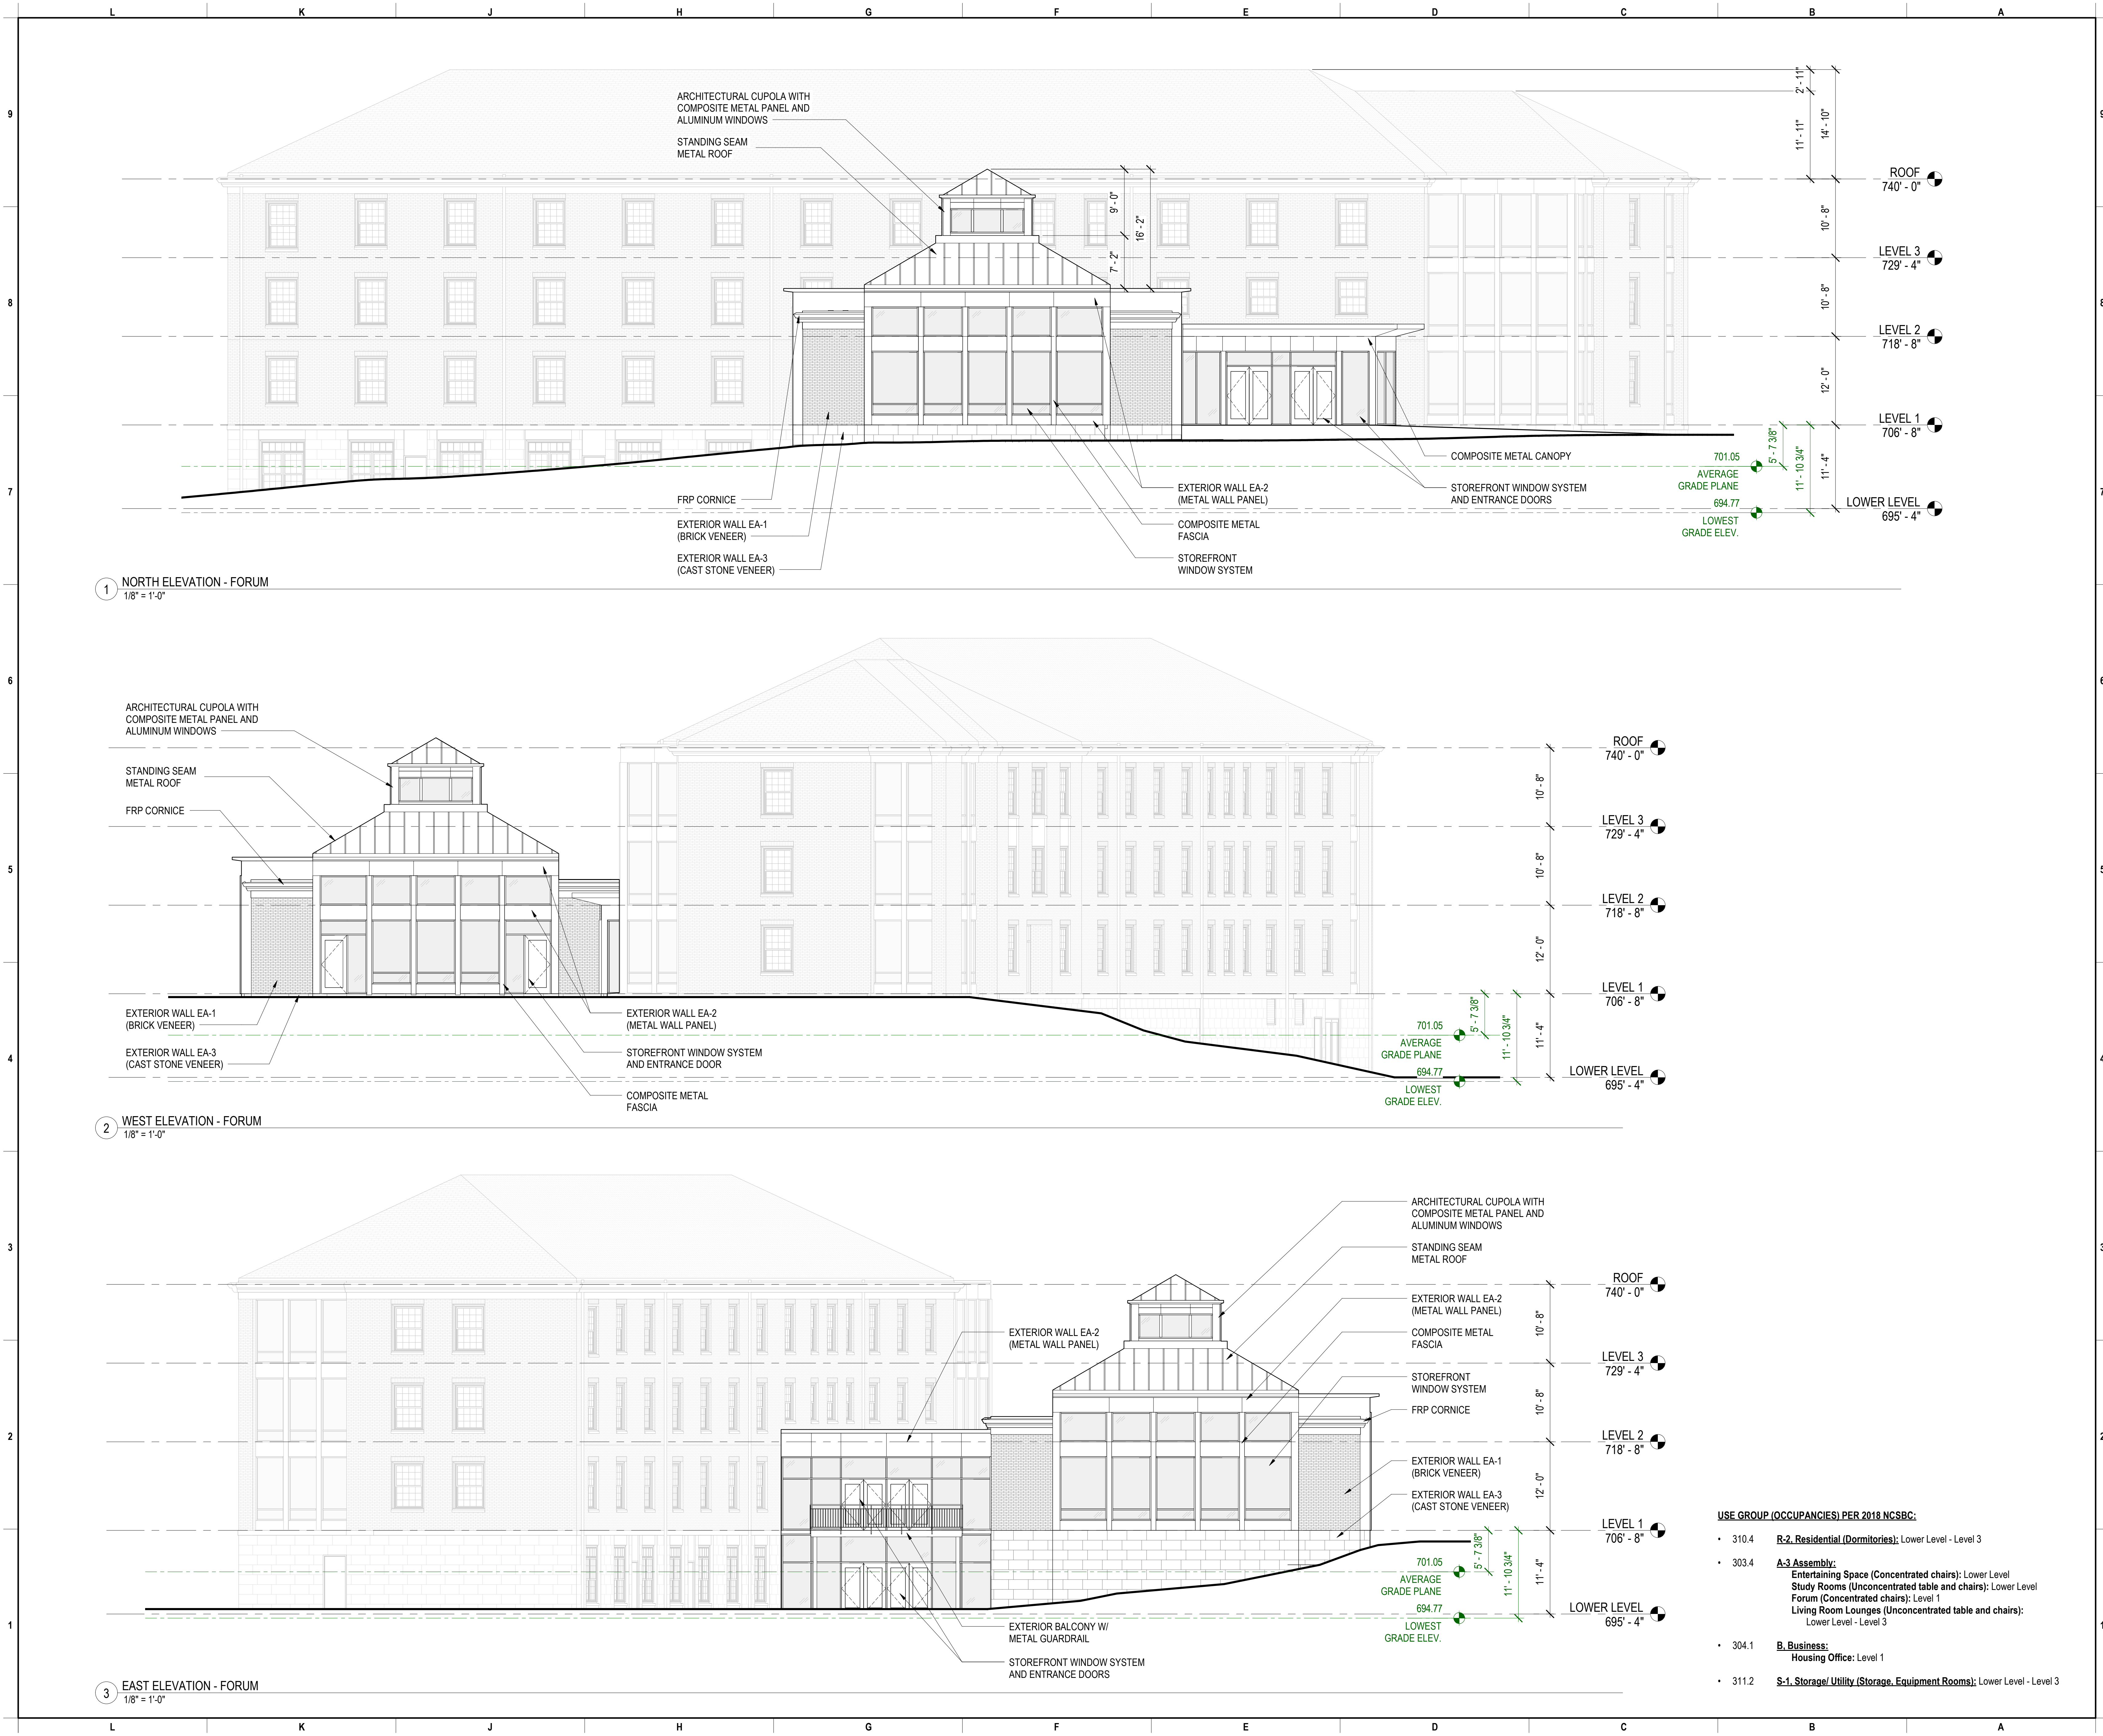 L K J H G F E D C B A
9
ARCHITECTURAL CUPOLA WITH
COMPOSITE METAL PANEL AND
ALUMINUM WINDOWS
STANDING SEAM
METAL ROOF
2' - 11"
11' - 11"
14' - 10"
ROOF
740' - 0"
9' - 0"
16' - 2"
7' - 2"
10' - 8"
LEVEL 3
729' - 4"
8
10' - 8"
LEVEL 2
718' - 8"
12' - 0"
LEVEL 1
706' - 8"
COMPOSITE METAL CANOPY
701.05
AVERAGE
GRADE PLANE
5' - 7 3/8"
11' - 10 3/4"
11' - 4"
7
FRP CORNICE
EXTERIOR WALL EA-2
(METAL WALL PANEL)
STOREFRONT WINDOW SYSTEM
AND ENTRANCE DOORS
694.77
LOWEST
GRADE ELEV.
LOWER LEVEL
695' - 4"
EXTERIOR WALL EA-1
(BRICK VENEER)
COMPOSITE METAL
FASCIA
EXTERIOR WALL EA-3
(CAST STONE VENEER)
STOREFRONT
WINDOW SYSTEM
1 NORTH ELEVATION - FORUM
1/8" = 1'-0"
6
ARCHITECTURAL CUPOLA WITH
COMPOSITE METAL PANEL AND
ALUMINUM WINDOWS
STANDING SEAM
METAL ROOF
FRP CORNICE
ROOF
740' - 0"
10' - 8"
LEVEL 3
729' - 4"
5
10' - 8"
LEVEL 2
718' - 8"
12' - 0"
LEVEL 1
706' - 8"
EXTERIOR WALL EA-1
(BRICK VENEER)
EXTERIOR WALL EA-2
(METAL WALL PANEL)
701.05
AVERAGE
GRADE PLANE
5' - 7 3/8"
11' - 10 3/4"
11' - 4"
4
EXTERIOR WALL EA-3
(CAST STONE VENEER)
STOREFRONT WINDOW SYSTEM
AND ENTRANCE DOOR
694.77
LOWEST
GRADE ELEV.
LOWER LEVEL
695' - 4"
COMPOSITE METAL
FASCIA
2 WEST ELEVATION - FORUM
1/8" = 1'-0"
3
ARCHITECTURAL CUPOLA WITH
COMPOSITE METAL PANEL AND
ALUMINUM WINDOWS
STANDING SEAM
METAL ROOF
ROOF
740' - 0"
EXTERIOR WALL EA-2
(METAL WALL PANEL)
EXTERIOR WALL EA-2
(METAL WALL PANEL)
COMPOSITE METAL
FASCIA
10' - 8"
LEVEL 3
729' - 4"
STOREFRONT
WINDOW SYSTEM
FRP CORNICE
10' - 8"
2
LEVEL 2
718' - 8"
EXTERIOR WALL EA-1
(BRICK VENEER)
EXTERIOR WALL EA-3
(CAST STONE VENEER)
12' - 0"
LEVEL 1
706' - 8"
701.05
AVERAGE
GRADE PLANE
5' - 7 3/8"
11' - 10 3/4"
11' - 4"
694.77
LOWEST
GRADE ELEV.
LOWER LEVEL
695' - 4"
1
EXTERIOR BALCONY W/
METAL GUARDRAIL
STOREFRONT WINDOW SYSTEM
AND ENTRANCE DOORS
3 EAST ELEVATION - FORUM
1/8" = 1'-0"
USE GROUP (OCCUPANCIES) PER 2018 NCSBC:
• 310.4 R-2, Residential (Dormitories): Lower Level - Level 3
• 303.4 A-3 Assembly:
Entertaining Space (Concentrated chairs): Lower Level
Study Rooms (Unconcentrated table and chairs): Lower Level
Forum (Concentrated chairs): Level 1
Living Room Lounges (Unconcentrated table and chairs):
Lower Level - Level 3
• 304.1 B, Business:
Housing Office: Level 1
• 311.2 S-1, Storage/ Utility (Storage, Equipment Rooms): Lower Level - Level 3
L K J H G F E D C B A